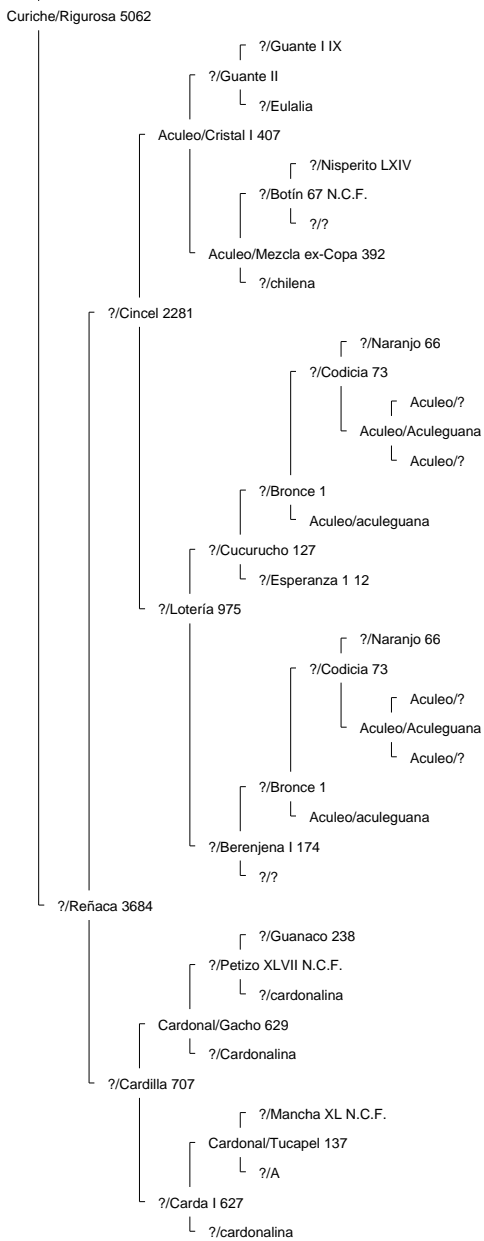 Curiche/Rigurosa 5062
?/Guante I IX
?/Guante II
?/Eulalia
Aculeo/Cristal I 407
?/Nisperito LXIV
?/Botín 67 N.C.F.
?/?
Aculeo/Mezcla ex-Copa 392
?/chilena
?/Cincel 2281
?/Naranjo 66
?/Codicia 73
Aculeo/?
Aculeo/Aculeguana
Aculeo/?
?/Bronce 1
Aculeo/aculeguana
?/Cucurucho 127
?/Esperanza 1 12
?/Lotería 975
?/Naranjo 66
?/Codicia 73
Aculeo/?
Aculeo/Aculeguana
Aculeo/?
?/Bronce 1
Aculeo/aculeguana
?/Berenjena I 174
?/?
?/Reñaca 3684
?/Guanaco 238
?/Petizo XLVII N.C.F.
?/cardonalina
Cardonal/Gacho 629
?/Cardonalina
?/Cardilla 707
?/Mancha XL N.C.F.
Cardonal/Tucapel 137
?/A
?/Carda I 627
?/cardonalina